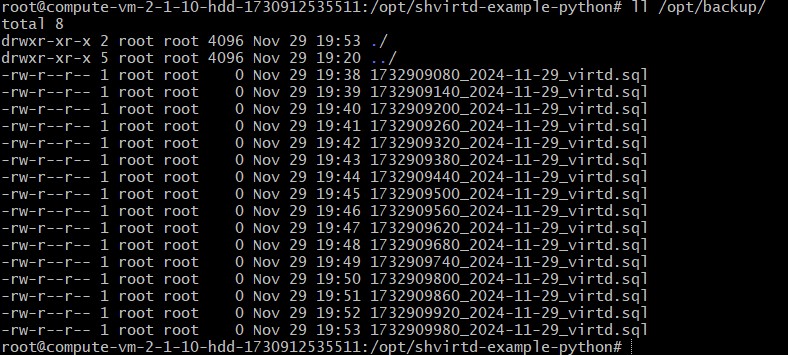 root@compute-vm-2-1-10-hdd-1730912535511:/opt/shvirtd-example-python# ll /opt/backup/
total 8
drwxr-xr-x 2 root root 4096 Nov 29 19:53 ./
drwxr-xr-x 5 root root 4096 Nov 29 19:20 ../
-rw-r--r-- 1 root root    0 Nov 29 19:38 1732909080_2024-11-29_virtd.sql
-rw-r--r-- 1 root root    0 Nov 29 19:39 1732909140_2024-11-29_virtd.sql
-rw-r--r-- 1 root root    0 Nov 29 19:40 1732909200_2024-11-29_virtd.sql
-rw-r--r-- 1 root root    0 Nov 29 19:41 1732909260_2024-11-29_virtd.sql
-rw-r--r-- 1 root root    0 Nov 29 19:42 1732909320_2024-11-29_virtd.sql
-rw-r--r-- 1 root root    0 Nov 29 19:43 1732909380_2024-11-29_virtd.sql
-rw-r--r-- 1 root root    0 Nov 29 19:44 1732909440_2024-11-29_virtd.sql
-rw-r--r-- 1 root root    0 Nov 29 19:45 1732909500_2024-11-29_virtd.sql
-rw-r--r-- 1 root root    0 Nov 29 19:46 1732909560_2024-11-29_virtd.sql
-rw-r--r-- 1 root root    0 Nov 29 19:47 1732909620_2024-11-29_virtd.sql
-rw-r--r-- 1 root root    0 Nov 29 19:48 1732909680_2024-11-29_virtd.sql
-rw-r--r-- 1 root root    0 Nov 29 19:49 1732909740_2024-11-29_virtd.sql
-rw-r--r-- 1 root root    0 Nov 29 19:50 1732909800_2024-11-29_virtd.sql
-rw-r--r-- 1 root root    0 Nov 29 19:51 1732909860_2024-11-29_virtd.sql
-rw-r--r-- 1 root root    0 Nov 29 19:52 1732909920_2024-11-29_virtd.sql
-rw-r--r-- 1 root root    0 Nov 29 19:53 1732909980_2024-11-29_virtd.sql
root@compute-vm-2-1-10-hdd-1730912535511:/opt/shvirtd-example-python#